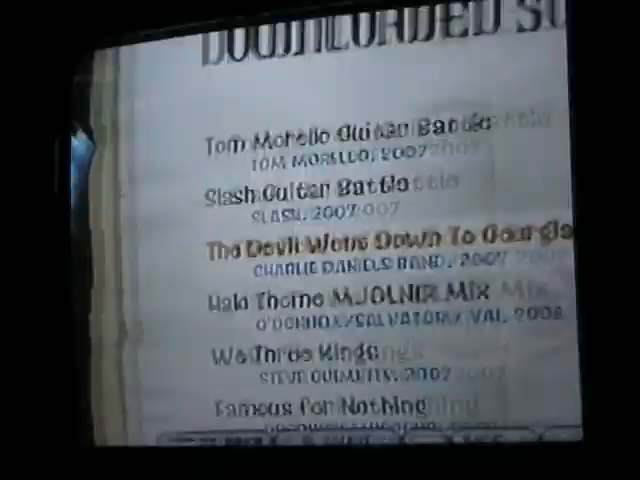 DOWNLOADED SO
Tom Morello Guitar Battle
TOM MORELLO, 2007
Slash Guitar Battle
SLASH, 2007
The Devil Went Down To Georgia
CHARLIE DANIELS BAND, 2007
Halo Theme MJOLNIR Mix
O'DONNELL/SALVATORI/ VAI, 2008
We Three Kings
STEVE OUIMETTE, 2007
Famous for Nothing